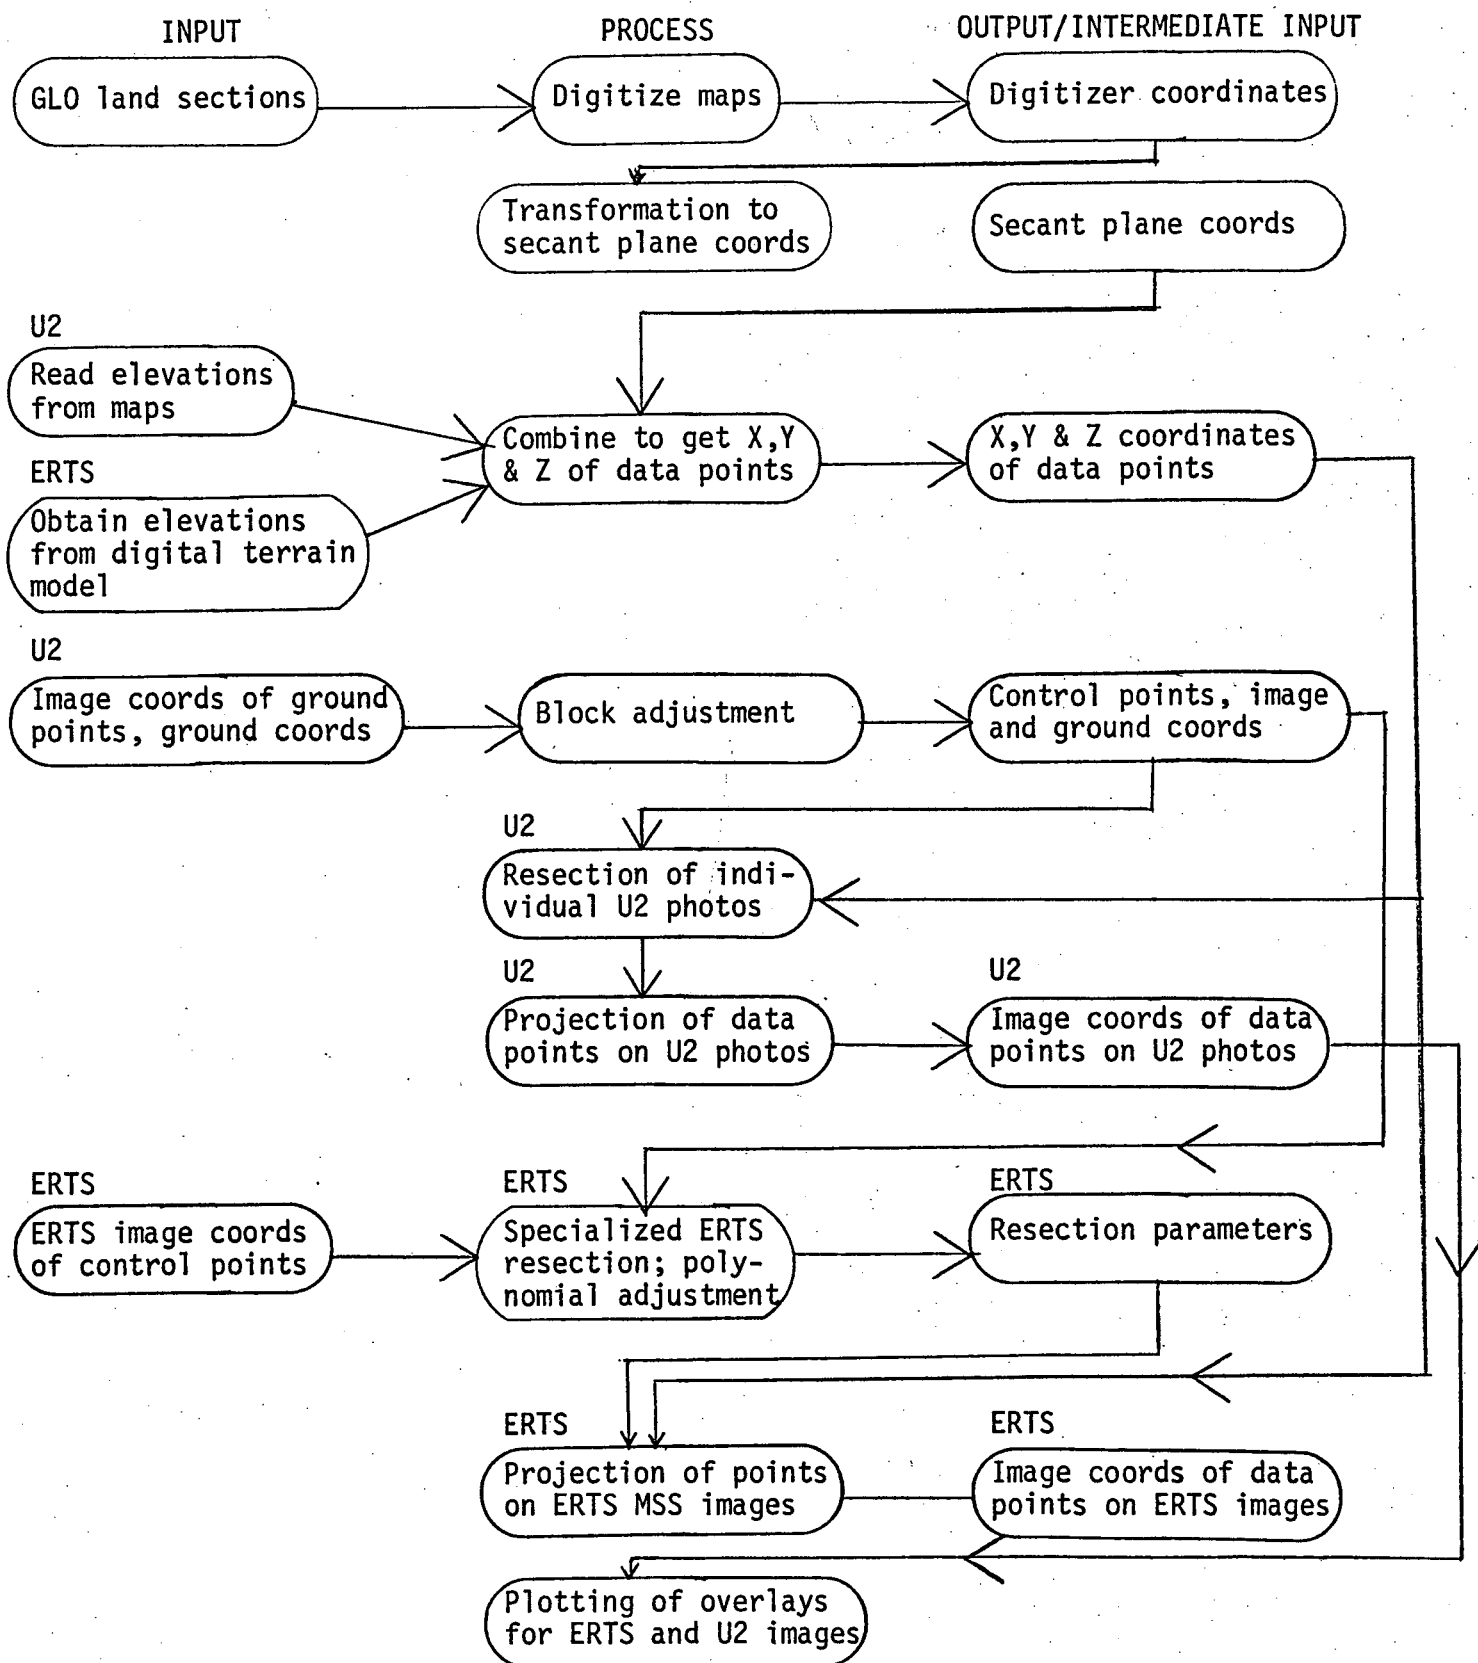 INPUT
PROCESS
OUTPUT/INTERMEDIATE INPUT
GLO land sections
Digitize maps
Digitizer coordinates
Transformation to
secant plane coords
Secant plane coords
U2
Read elevations
from maps
Combine to get X,Y
& Z of data points
X,Y & Z coordinates
of data points
ERTS
Obtain elevations
from digital terrain
model
U2
Image coords of ground
points, ground coords
Block adjustment
Control points, image
and ground coords
U2
Resection of indi-
vidual U2 photos
U2
Projection of data
points on U2 photos
U2
Image coords of data
points on U2 photos
ERTS
ERTS image coords
of control points
ERTS
Specialized ERTS
resection; poly-
nomial adjustment
ERTS
Resection parameters
ERTS
Projection of points
on ERTS MSS images
ERTS
Image coords of data
points on ERTS images
Plotting of overlays
for ERTS and U2 images